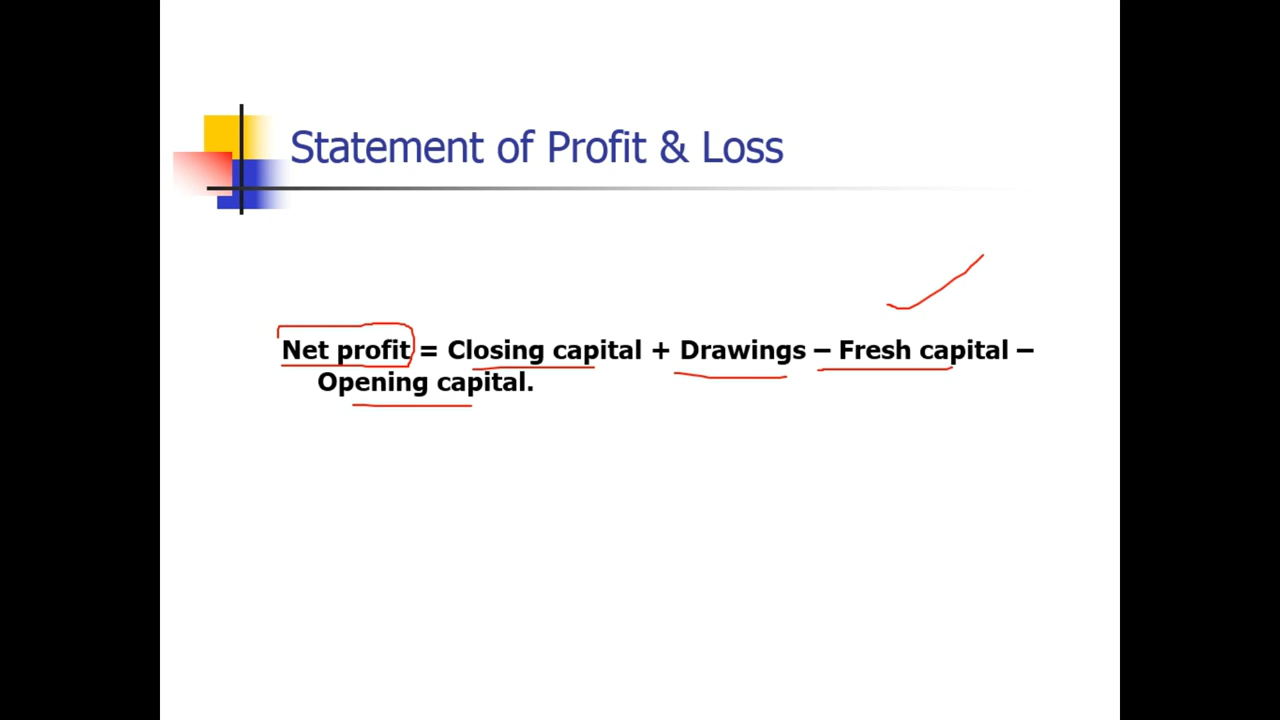 Statement of Profit & Loss
Net profit = Closing capital + Drawings – Fresh capital –
Opening capital.